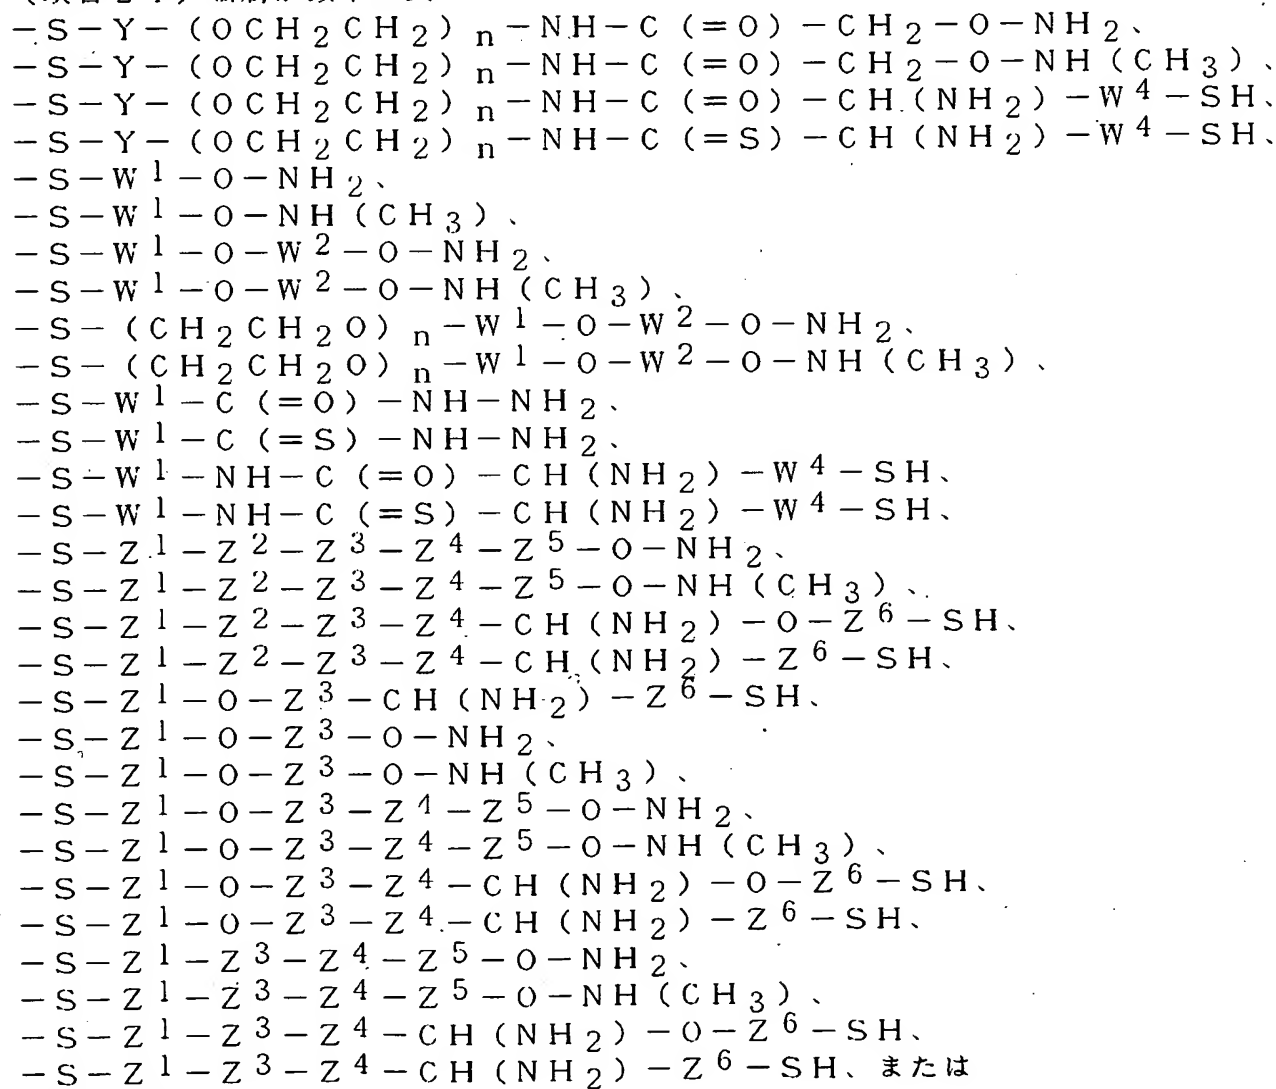 －S－Y－（OCH2CH2）n－NH－C（＝O）－CH2－O－NH2、
－S－Y－（OCH2CH2）n－NH－C（＝O）－CH2－O－NH（CH3）、
－S－Y－（OCH2CH2）n－NH－C（＝O）－CH（NH2）－W4－SH、
－S－Y－（OCH2CH2）n－NH－C（＝S）－CH（NH2）－W4－SH、
－S－W1－O－NH2、
－S－W1－O－NH（CH3）、
－S－W1－O－W2－O－NH2、
－S－W1－O－W2－O－NH（CH3）、
－S－（CH2CH2O）n－W1－O－W2－O－NH2、
－S－（CH2CH2O）n－W1－O－W2－O－NH（CH3）、
－S－W1－C（＝O）－NH－NH2、
－S－W1－C（＝S）－NH－NH2、
－S－W1－NH－C（＝O）－CH（NH2）－W4－SH、
－S－W1－NH－C（＝S）－CH（NH2）－W4－SH、
－S－Z1－Z2－Z3－Z4－Z5－O－NH2、
－S－Z1－Z2－Z3－Z4－Z5－O－NH（CH3）、
－S－Z1－Z2－Z3－Z4－CH（NH2）－O－Z6－SH、
－S－Z1－Z2－Z3－Z4－CH（NH2）－Z6－SH、
－S－Z1－O－Z3－CH（NH2）－Z6－SH、
－S－Z1－O－Z3－O－NH2、
－S－Z1－O－Z3－O－NH（CH3）、
－S－Z1－O－Z3－Z4－Z5－O－NH2、
－S－Z1－O－Z3－Z4－Z5－O－NH（CH3）、
－S－Z1－O－Z3－Z4－CH（NH2）－O－Z6－SH、
－S－Z1－O－Z3－Z4－CH（NH2）－Z6－SH、
－S－Z1－Z3－Z4－Z5－O－NH2、
－S－Z1－Z3－Z4－Z5－O－NH（CH3）、
－S－Z1－Z3－Z4－CH（NH2）－O－Z6－SH、
－S－Z1－Z3－Z4－CH（NH2）－Z6－SH、または